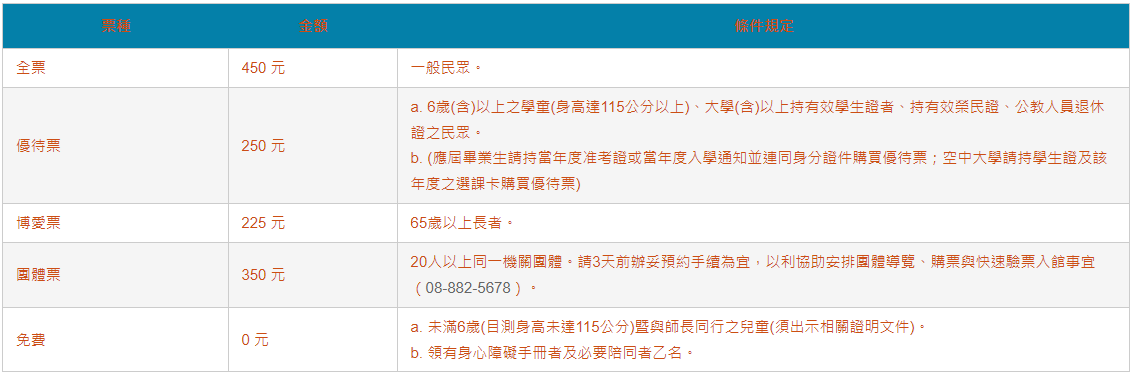 票種 金額 條件規定
全票 450 元 一般民眾。
a. 6歲(含)以上之學童(身高達115公分以上)、大學(含)以上持有效學生證者、持有效榮民證、公教人員退休
證之民眾。
優待票 250 元
b. (應屆畢業生請持當年度准考證或當年度入學通知並連同身分證件購買優待票；空中大學請持學生證及該
年度之選課卡購買優待票)
博愛票 225 元 65歲以上長者。
20人以上同一機關團體。請3天前辦妥預約手續為宜，以利協助安排團體導覽、購票與快速驗票入館事宜
團體票 350 元
（08-882-5678）。
a. 未滿6歲(目測身高未達115公分)暨與師長同行之兒童(須出示相關證明文件)。
免費 0 元
b. 領有身心障礙手冊者及必要陪同者乙名。